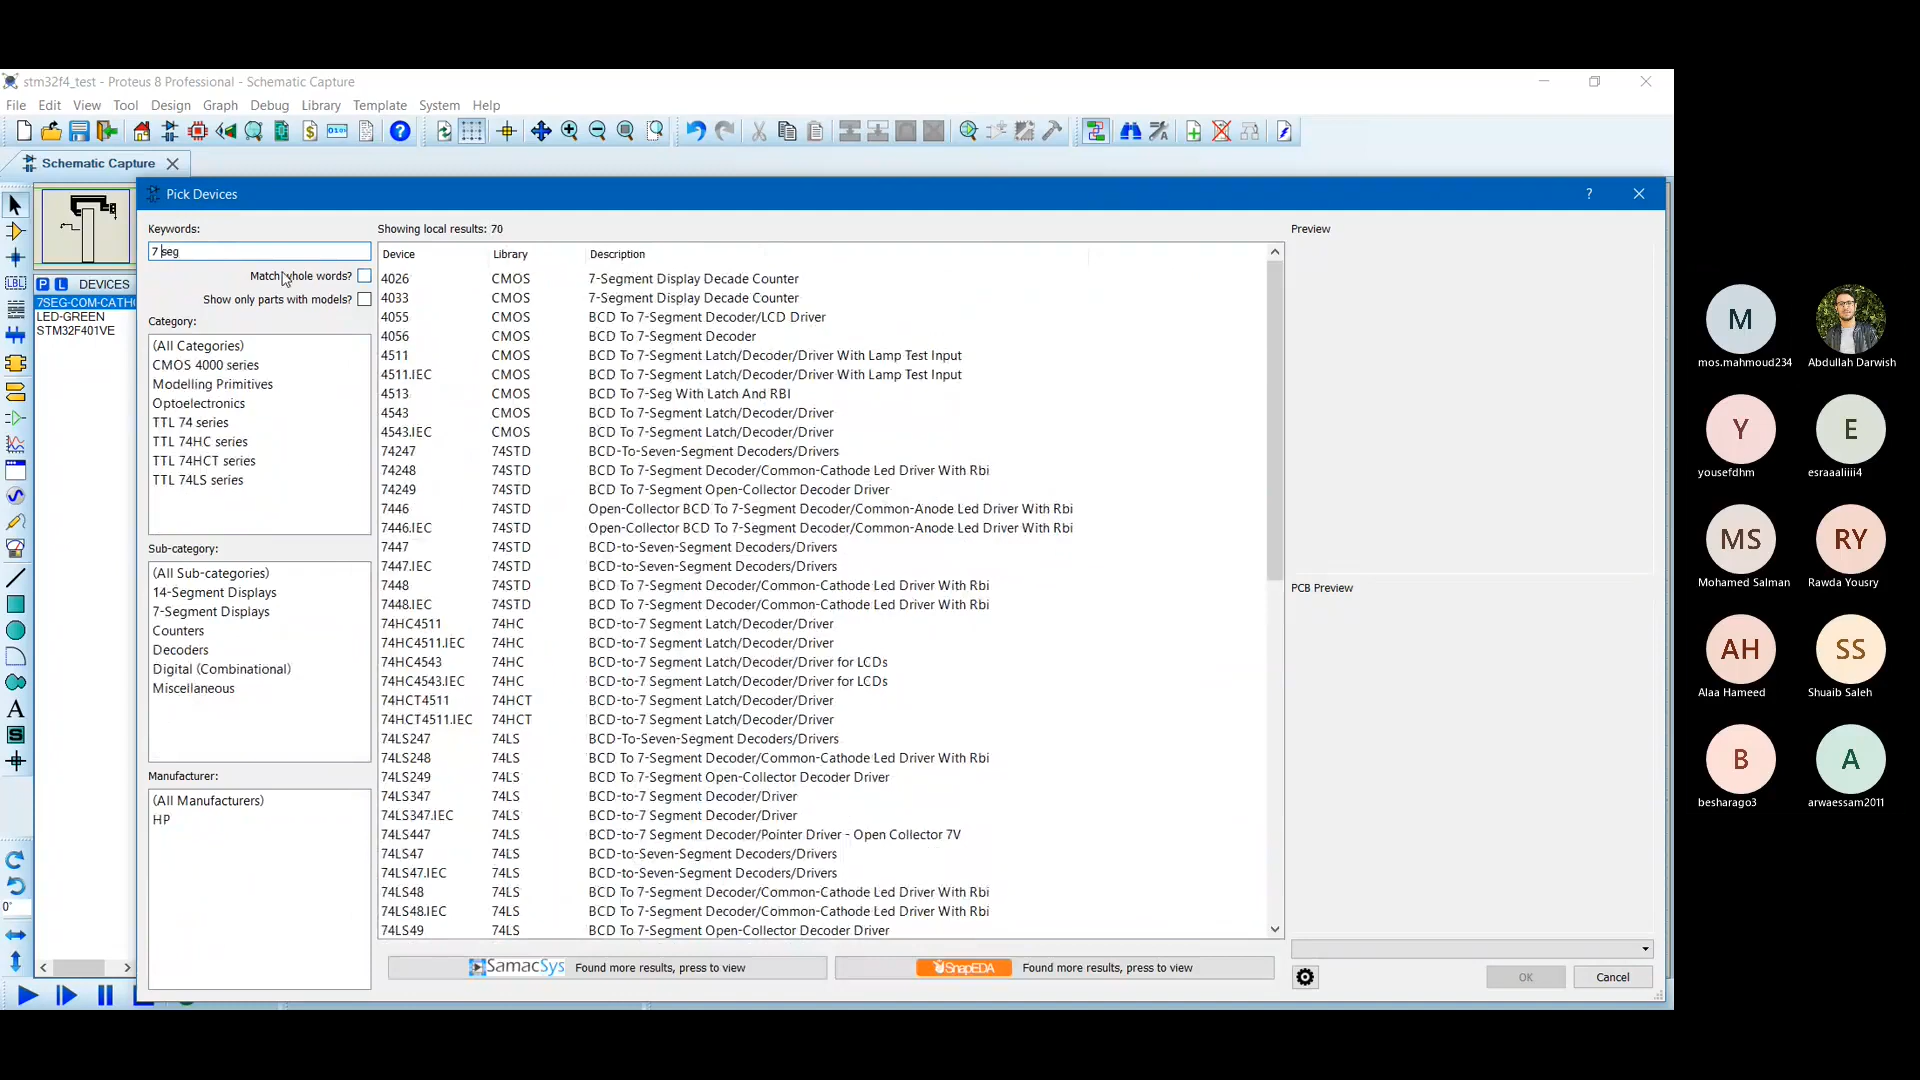 stm32f4_test - Proteus 8 Professional - Schematic Capture
File Edit View Tool Design Graph Debug Library Template System Help
Schematic Capture
Pick Devices
?
Keywords:
7 seg
Match whole words?
Show only parts with models?
Category:
(All Categories)
CMOS 4000 series
Modelling Primitives
Optoelectronics
TTL 74 series
TTL 74HC series
TTL 74HCT series
TTL 74LS series
Sub-category:
(All Sub-categories)
14-Segment Displays
7-Segment Displays
Counters
Decoders
Digital (Combinational)
Miscellaneous
Manufacturer:
(All Manufacturers)
HP
P L DEVICES
7SEG-COM-CATH
LED-GREEN
STM32F401VE
LBL
A
S
0°
Showing local results: 70
Device Library Description
4026 CMOS 7-Segment Display Decade Counter
4033 CMOS 7-Segment Display Decade Counter
4055 CMOS BCD To 7-Segment Decoder/LCD Driver
4056 CMOS BCD To 7-Segment Decoder
4511 CMOS BCD To 7-Segment Latch/Decoder/Driver With Lamp Test Input
4511.IEC CMOS BCD To 7-Segment Latch/Decoder/Driver With Lamp Test Input
4513 CMOS BCD To 7-Seg With Latch And RBI
4543 CMOS BCD To 7-Segment Latch/Decoder/Driver
4543.IEC CMOS BCD To 7-Segment Latch/Decoder/Driver
74247 74STD BCD-To-Seven-Segment Decoders/Drivers
74248 74STD BCD To 7-Segment Decoder/Common-Cathode Led Driver With Rbi
74249 74STD BCD To 7-Segment Open-Collector Decoder Driver
7446 74STD Open-Collector BCD To 7-Segment Decoder/Common-Anode Led Driver With Rbi
7446.IEC 74STD Open-Collector BCD To 7-Segment Decoder/Common-Anode Led Driver With Rbi
7447 74STD BCD-to-Seven-Segment Decoders/Drivers
7447.IEC 74STD BCD-to-Seven-Segment Decoders/Drivers
7448 74STD BCD To 7-Segment Decoder/Common-Cathode Led Driver With Rbi
7448.IEC 74STD BCD To 7-Segment Decoder/Common-Cathode Led Driver With Rbi
74HC4511 74HC BCD-to-7 Segment Latch/Decoder/Driver
74HC4511.IEC 74HC BCD-to-7 Segment Latch/Decoder/Driver
74HC4543 74HC BCD-to-7 Segment Latch/Decoder/Driver for LCDs
74HC4543.IEC 74HC BCD-to-7 Segment Latch/Decoder/Driver for LCDs
74HCT4511 74HCT BCD-to-7 Segment Latch/Decoder/Driver
74HCT4511.IEC 74HCT BCD-to-7 Segment Latch/Decoder/Driver
74LS247 74LS BCD-To-Seven-Segment Decoders/Drivers
74LS248 74LS BCD To 7-Segment Decoder/Common-Cathode Led Driver With Rbi
74LS249 74LS BCD To 7-Segment Open-Collector Decoder Driver
74LS347 74LS BCD-to-7 Segment Decoder/Driver
74LS347.IEC 74LS BCD-to-7 Segment Decoder/Driver
74LS447 74LS BCD-to-7 Segment Decoder/Pointer Driver - Open Collector 7V
74LS47 74LS BCD-to-Seven-Segment Decoders/Drivers
74LS47.IEC 74LS BCD-to-Seven-Segment Decoders/Drivers
74LS48 74LS BCD To 7-Segment Decoder/Common-Cathode Led Driver With Rbi
74LS48.IEC 74LS BCD To 7-Segment Decoder/Common-Cathode Led Driver With Rbi
74LS49 74LS BCD To 7-Segment Open-Collector Decoder Driver
SamacSys Found more results, press to view
SnapEDA Found more results, press to view
Preview
PCB Preview
OK Cancel
M
mos.mahmoud234 Abdullah Darwish
Y E
yousefdhm esraaaliiii4
MS RY
Mohamed Salman Rawda Yousry
AH SS
Alaa Hameed Shuaib Saleh
B A
besharago3 arwaessam2011